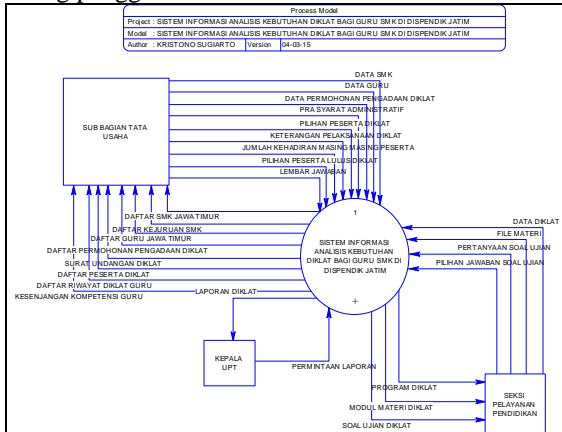 Process Model
Project : SISTEM INFORMASI ANALISIS KEBUTUHAN DIKLAT BAGI GURU SMK DI DISPENDIK JATIM
Model : SISTEM INFORMASI ANALISIS KEBUTUHAN DIKLAT BAGI GURU SMK DI DISPENDIK JATIM
Author : KRISTONO SUGIARTO Version 04-03-15
DATA SMK
DATA GURU
DATA PERMOHONAN PENGADAAN DIKLAT
PRASYARAT ADMINISTRATIF
PILIHAN PESERTA DIKLAT
KETERANGAN PELAKSANAAN DIKLAT
JUMLAH KEHADIRAN MASING MASING PESERTA
PILIHAN PESERTA LULUS DIKLAT
LEMBAR JAWABAN
SUB BAGIAN TATA
USAHA
DAFTAR SMK JAWA TIMUR
DAFTAR KEJURUAN SMK
DAFTAR GURU JAWA TIMUR
DAFTAR PERMOHONAN PENGADAAN DIKLAT
SURAT UNDANGAN DIKLAT
DAFTAR PESERTA DIKLAT
DAFTAR RIWAYAT DIKLAT GURU
KESENJANGAN KOMPETENSI GURU
1
SISTEM INFORMASI
ANALISIS KEBUTUHAN
DIKLAT BAGI GURU SMK DI
DISPENDIK JATIM
+
DATA DIKLAT
FILE MATERI
PERTANYAAN SOAL UJIAN
PILIHAN JAWABAN SOAL UJIAN
LAPORAN DIKLAT
KEPALA
UPT
PERMINTAAN LAPORAN
PROGRAM DIKLAT
MODUL MATERI DIKLAT
SOAL UJIAN DIKLAT
SEKSI
PELAYANAN
PENDIDIKAN